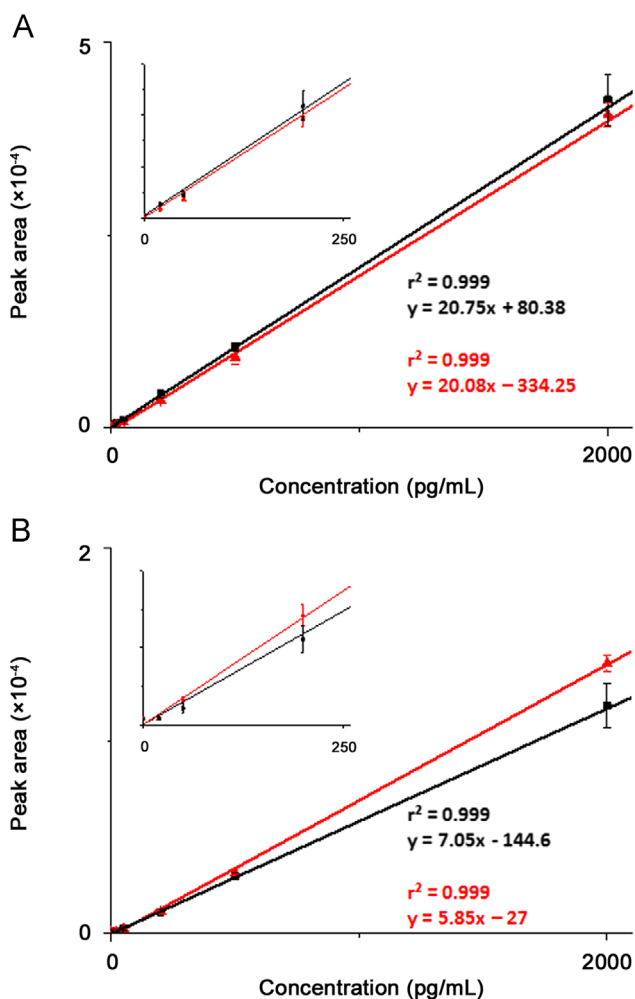 A
5
Peak area (×10⁻⁴)
0
250
r² = 0.999
y = 20.75x + 80.38
r² = 0.999
y = 20.08x − 334.25
0
0
2000
Concentration (pg/mL)
B
2
Peak area (×10⁻⁴)
0
250
r² = 0.999
y = 7.05x - 144.6
r² = 0.999
y = 5.85x − 27
0
0
2000
Concentration (pg/mL)